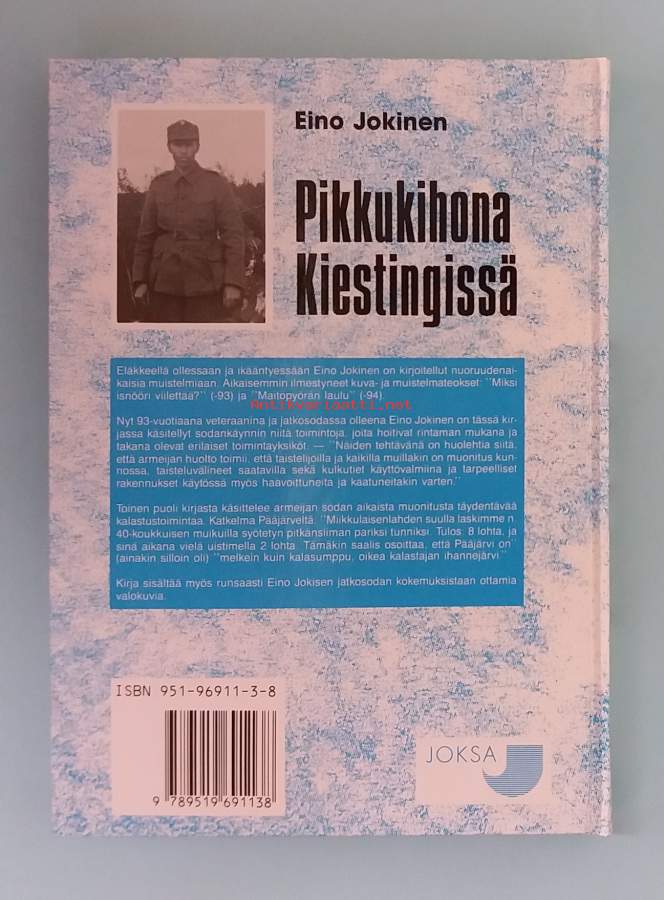 Eino Jokinen
Pikkukihona
Kiestingissä
Eläkkeellä ollessaan ja ikääntyessään Eino Jokinen on kirjoitellut nuoruudenai-
kaisia muistelmiaan. Aikaisemmin ilmestyneet kuva- ja muistelmateokset: ''Miksi
isnööri viilettaa?'' (-93) ja ''Maitopyörän laulu'' (-94).
Antikvariaatti.net
Nyt 93-vuotiaana veteraanina ja jatkosodassa olleena Eino Jokinen on tässä kir-
jassa käsitellyt sodankäynnin niitä toimintoja, joita hoitivat rintaman mukana ja
takana olevat erilaiset toimintayksiköt. — ''Näiden tehtävänä on huolehtia siitä,
että armeijan huolto toimii, että taistelijoilla ja kaikilla muillakin on muonitus kun-
nossa, taisteluvälineet saatavilla sekä kulkutiet käyttövalmiina ja tarpeelliset
rakennukset käytössä myös haavoittuneita ja kaatuneitakin varten.''
Toinen puoli kirjasta käsittelee armeijan sodan aikaista muonitusta täydentävää
kalastustoimintaa. Katkelma Pääjärveltä: ''Miikkulaisenlahden suulla laskimme n.
40-koukkuisen muikuilla syötetyn pitkänsliman pariksi tunniksi. Tulos: 8 lohta, ja
sinä aikana vielä uistimella 2 lohta. Tämäkin saalis osoittaa, että Pääjärvi on''
(ainakin silloin oli) ''melkein kuin kalasumppu, oikea kalastajan ihannejärvi.''
Kirja sisältää myös runsaasti Eino Jokisen jatkosodan kokemuksistaan ottamia
valokuvia.
ISBN 951-96911-3-8
9 789519 691138
JOKSA